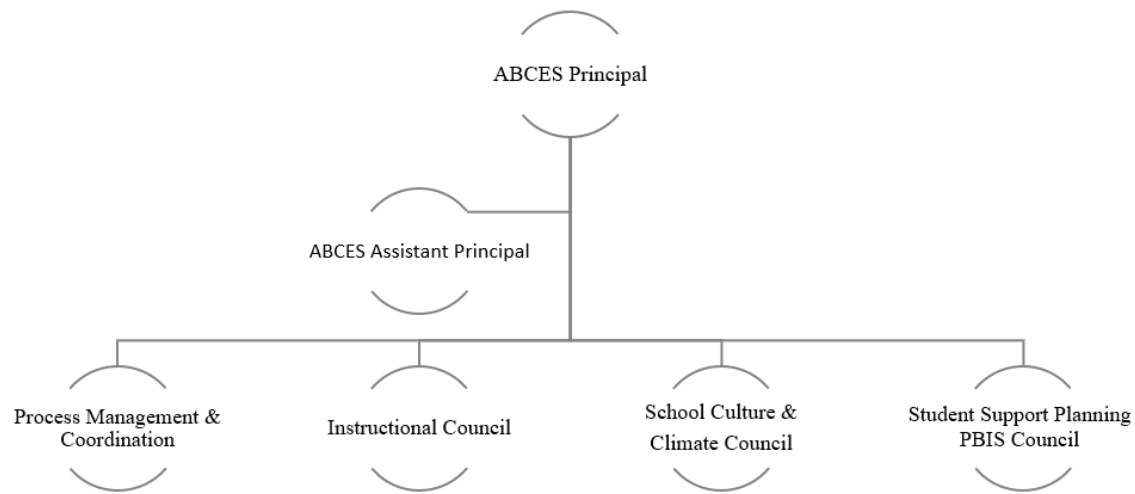 ABCES Principal
ABCES Assistant Principal
Process Management &
Coordination
Instructional Council
School Culture &
Climate Council
Student Support Planning
PBIS Council